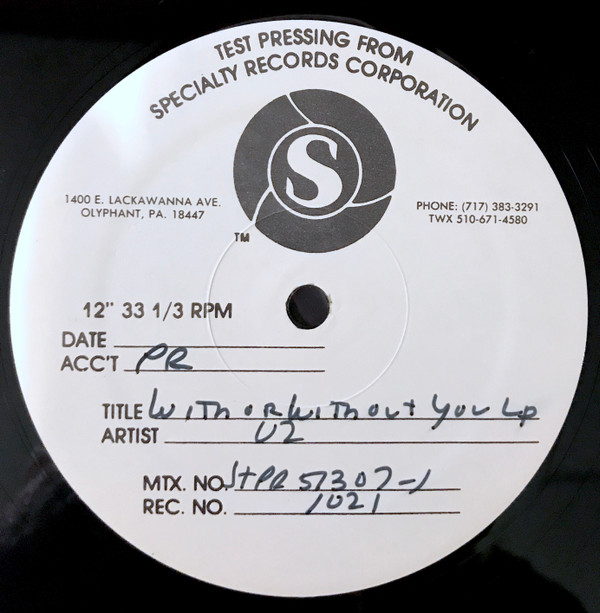 TEST PRESSING FROM
SPECIALTY RECORDS CORPORATION
S
TM
1400 E. LACKAWANNA AVE.
OLYPHANT, PA. 18447
PHONE: (717) 383-3291
TWX 510-671-4580
12" 33 1/3 RPM
DATE
ACC'T PR
TITLE WITH OR WITHOUT YOU LP
ARTIST U2
MTX. NO. StPR 51307-1
REC. NO. 1021